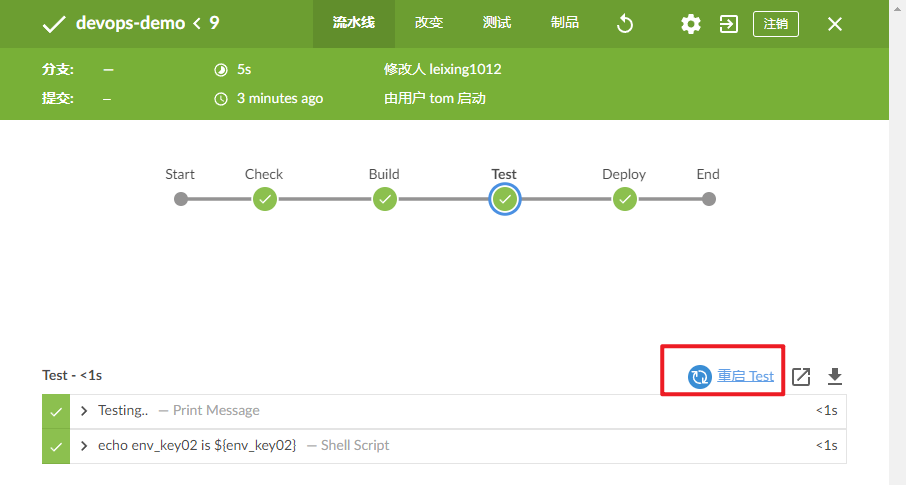 devops-demo < 9 流水线 改变 测试 制品 注销
分支: — 5s 修改人 leixing1012
提交: — 3 minutes ago 由用户 tom 启动
Start Check Build Test Deploy End
Test - <1s 重启 Test
Testing.. — Print Message <1s
echo env_key02 is ${env_key02} — Shell Script <1s